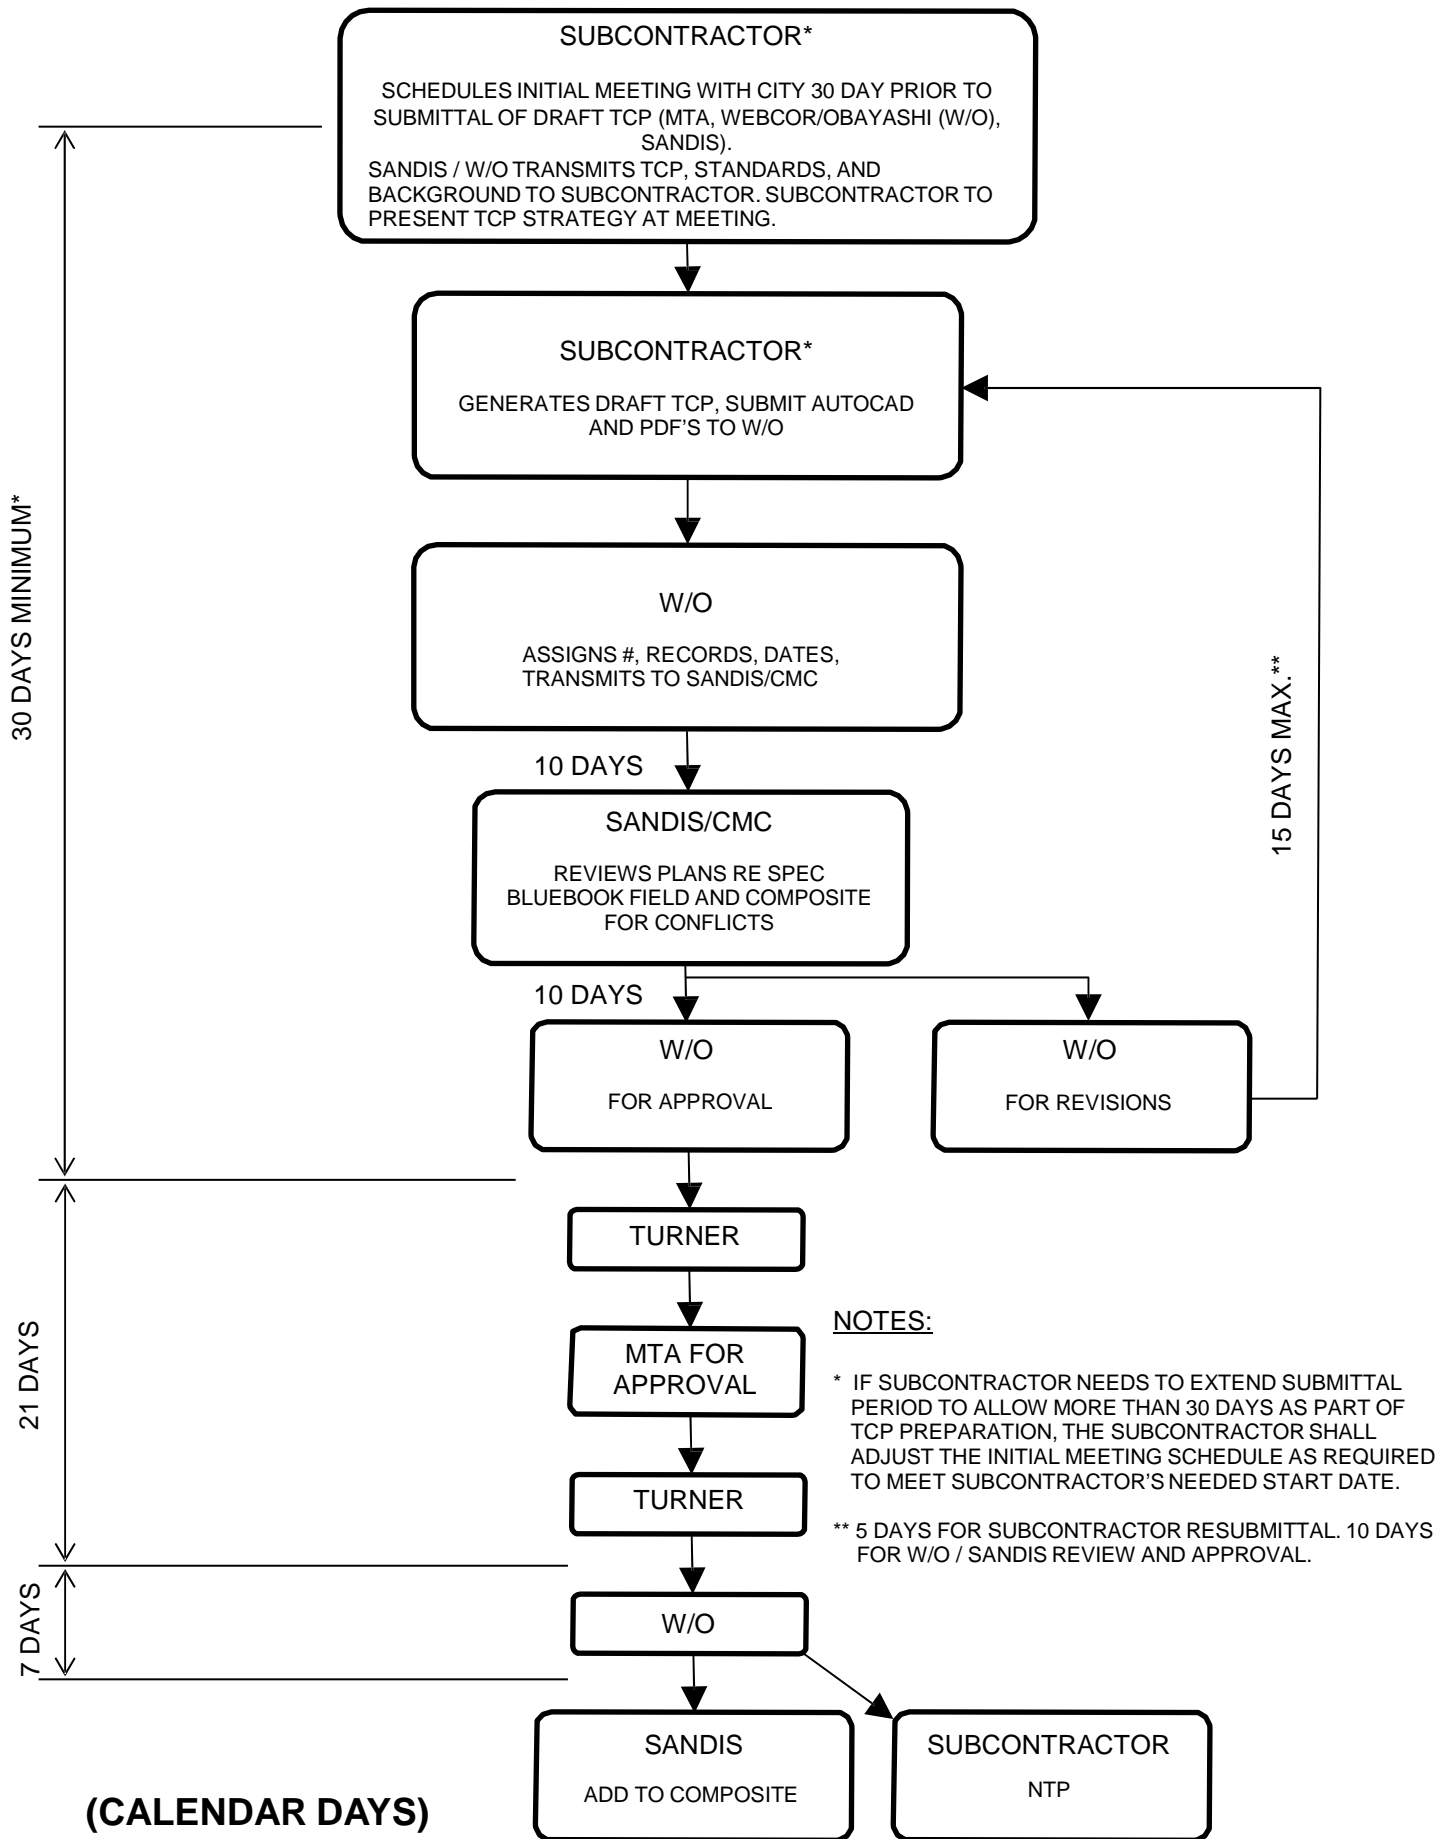 SUBCONTRACTOR*
SCHEDULES INITIAL MEETING WITH CITY 30 DAY PRIOR TO
SUBMITTAL OF DRAFT TCP (MTA, WEBCOR/OBAYASHI (W/O),
SANDIS).
SANDIS / W/O TRANSMITS TCP, STANDARDS, AND
BACKGROUND TO SUBCONTRACTOR. SUBCONTRACTOR TO
PRESENT TCP STRATEGY AT MEETING.
SUBCONTRACTOR*
GENERATES DRAFT TCP, SUBMIT AUTOCAD
AND PDF'S TO W/O
30 DAYS MINIMUM*
W/O
ASSIGNS #, RECORDS, DATES,
TRANSMITS TO SANDIS/CMC
15 DAYS MAX.**
10 DAYS
SANDIS/CMC
REVIEWS PLANS RE SPEC
BLUEBOOK FIELD AND COMPOSITE
FOR CONFLICTS
10 DAYS
W/O
FOR APPROVAL
W/O
FOR REVISIONS
TURNER
21 DAYS
MTA FOR
APPROVAL
TURNER
NOTES:
* IF SUBCONTRACTOR NEEDS TO EXTEND SUBMITTAL
PERIOD TO ALLOW MORE THAN 30 DAYS AS PART OF
TCP PREPARATION, THE SUBCONTRACTOR SHALL
ADJUST THE INITIAL MEETING SCHEDULE AS REQUIRED
TO MEET SUBCONTRACTOR'S NEEDED START DATE.
** 5 DAYS FOR SUBCONTRACTOR RESUBMITTAL. 10 DAYS
FOR W/O / SANDIS REVIEW AND APPROVAL.
7 DAYS
W/O
SANDIS
ADD TO COMPOSITE
SUBCONTRACTOR
NTP
(CALENDAR DAYS)